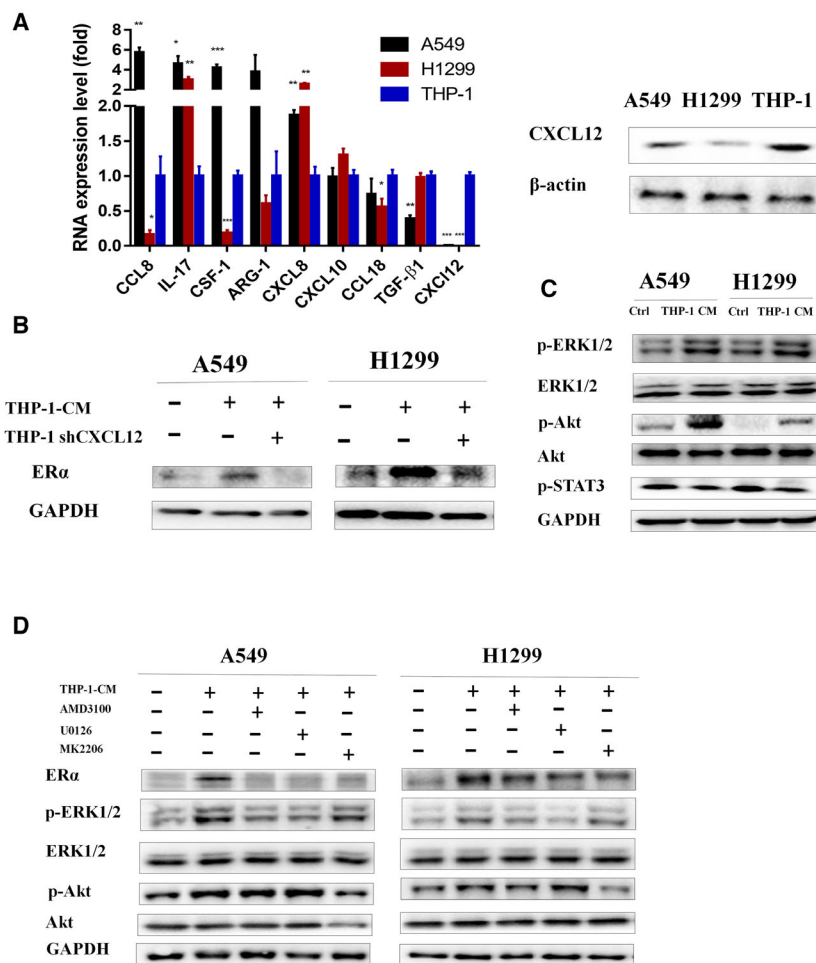 A
RNA expression level (fold)
6
4
2
2.0
1.5
1.0
0.5
0.0
** * ** *** ** **
* *** * ** *** ***
A549
H1299
THP-1
CCL8 IL-17 CSF-1 ARG-1 CXCL8 CXCL10 CCL18 TGF-β1 CXCl12
A549 H1299 THP-1
CXCL12
β-actin
B
A549 H1299
THP-1-CM – + + – + +
THP-1 shCXCL12 – – + – – +
ERα
GAPDH
C
A549 H1299
Ctrl THP-1 CM Ctrl THP-1 CM
p-ERK1/2
ERK1/2
p-Akt
Akt
p-STAT3
GAPDH
D
A549 H1299
THP-1-CM – + + + + – + + + +
AMD3100 – – + – – – – + – –
U0126 – – – + – – – – + –
MK2206 – – – – + – – – – +
ERα
p-ERK1/2
ERK1/2
p-Akt
Akt
GAPDH